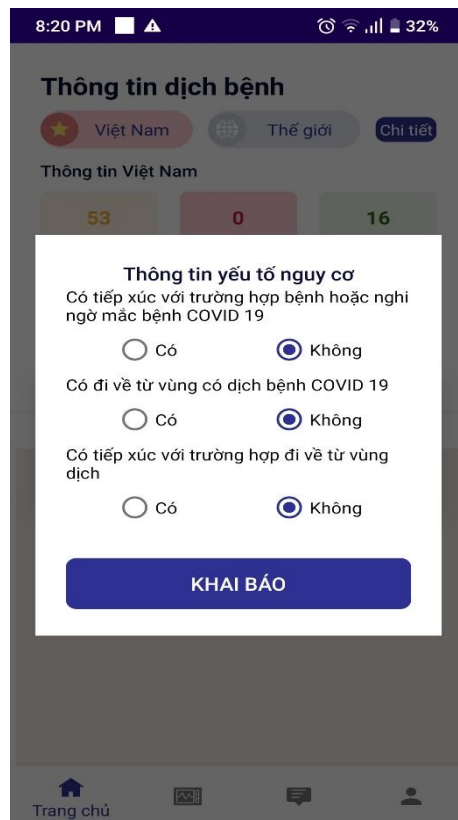 8:20 PM 32%
Thông tin dịch bệnh
Việt Nam Thế giới Chi tiết
Thông tin Việt Nam
53 0 16
Thông tin yếu tố nguy cơ
Có tiếp xúc với trường hợp bệnh hoặc nghi
ngờ mắc bệnh COVID 19
Có Không
Có đi về từ vùng có dịch bệnh COVID 19
Có Không
Có tiếp xúc với trường hợp đi về từ vùng
dịch
Có Không
KHAI BÁO
Trang chủ